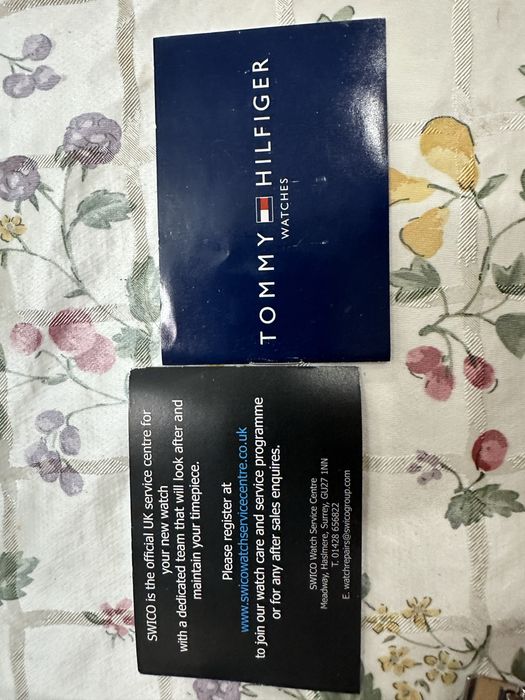 TOMMY HILFIGER
WATCHES
SWICO is the official UK service centre for
your new watch
with a dedicated team that will look after and
maintain your timepiece.
Please register at
www.swicowatchservicecentre.co.uk
to join our watch care and service programme
or for any after sales enquires.
SWICO Watch Service Centre
Meadway, Haslmere, Surrey, GU27 1NN
T. 01428 656822
E. watchrepairs@swicogroup.com